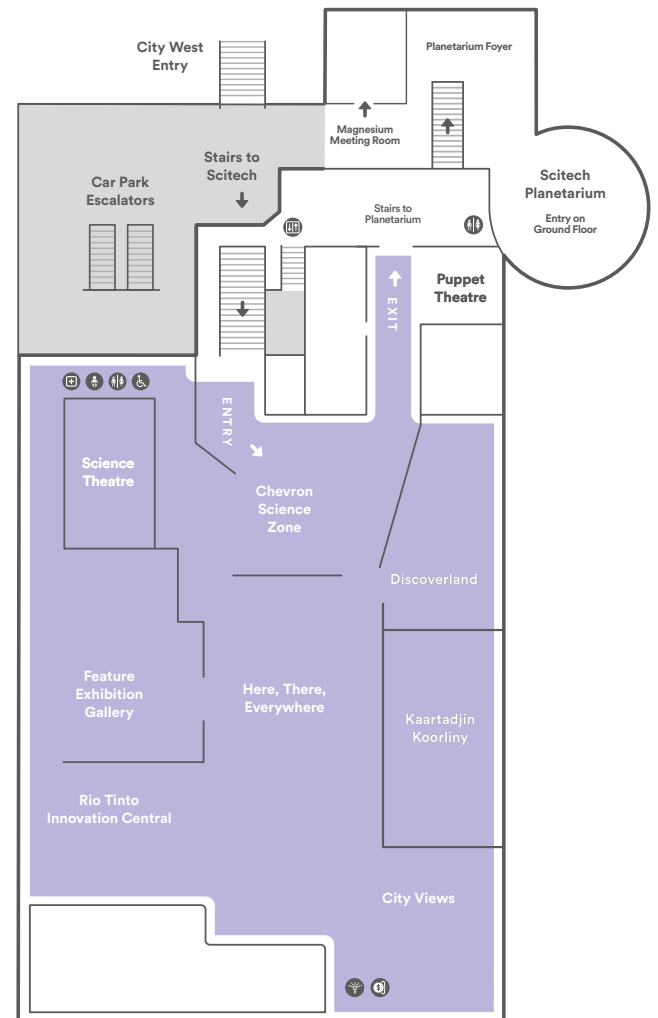 City West
Entry
Planetarium Foyer
Magnesium
Meeting Room
Stairs to
Scitech
Car Park
Escalators
Scitech
Planetarium
Entry on
Ground Floor
Stairs to
Planetarium
Puppet
Theatre
EXIT
ENTRY
Science
Theatre
Chevron
Science
Zone
Discoverland
Feature
Exhibition
Gallery
Here, There,
Everywhere
Kaartadjin
Koorliny
Rio Tinto
Innovation Central
City Views